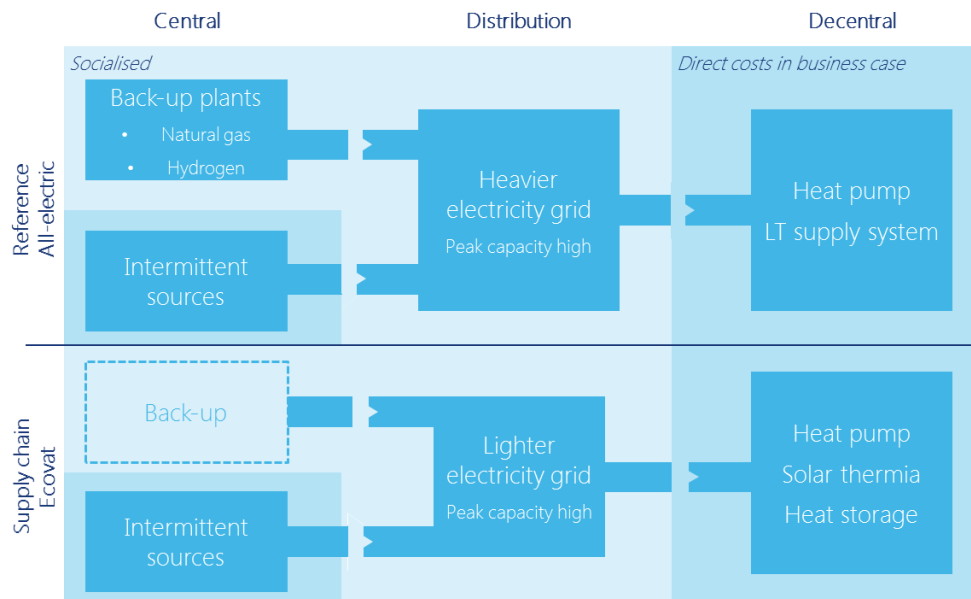 Central
Distribution
Decentral
Socialised
Direct costs in business case
Reference
All-electric
Back-up plants
• Natural gas
• Hydrogen
Intermittent
sources
Heavier
electricity grid
Peak capacity high
Heat pump
LT supply system
Supply chain
Ecovat
Back-up
Intermittent
sources
Lighter
electricity grid
Peak capacity high
Heat pump
Solar thermia
Heat storage